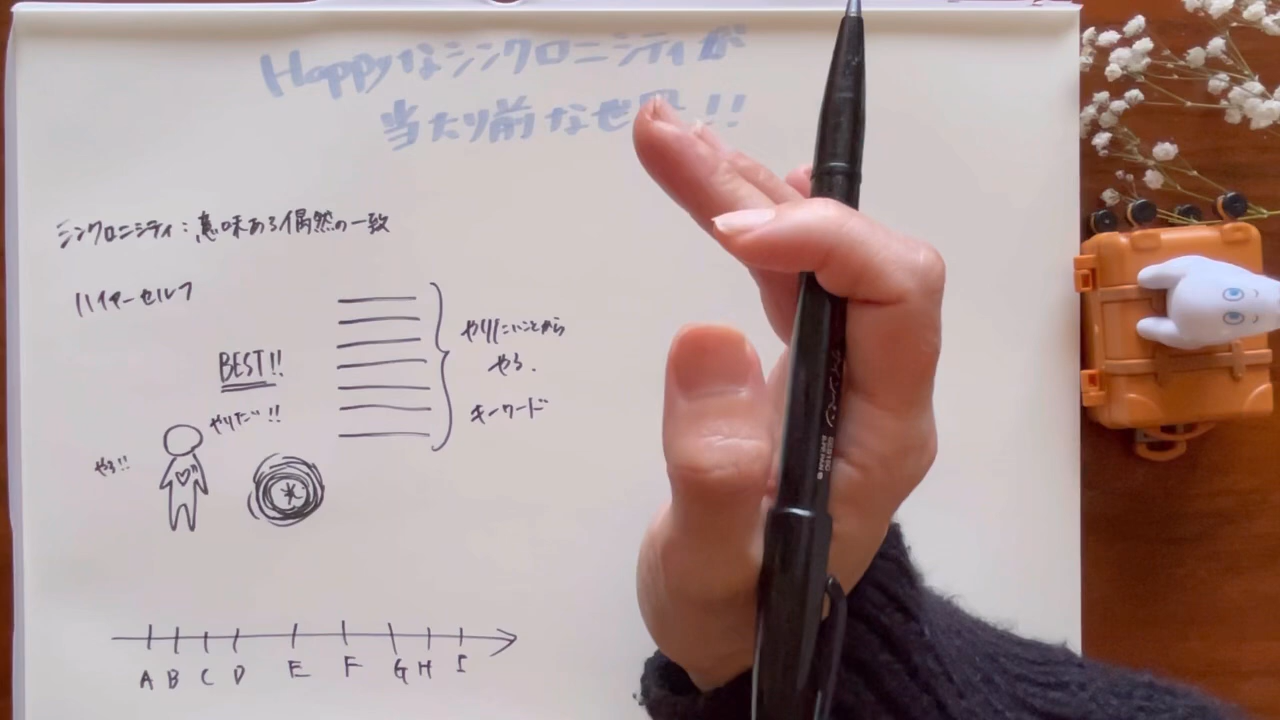 Happyなシンクロニシティが
当たり前なせ界!!
シンクロニシティ:意味ある偶然の一致
ハイヤーセルフ
BEST!!
やりたいことから
やる.
キーワード
やりたい!!
やる!!
A B C D E F G H I